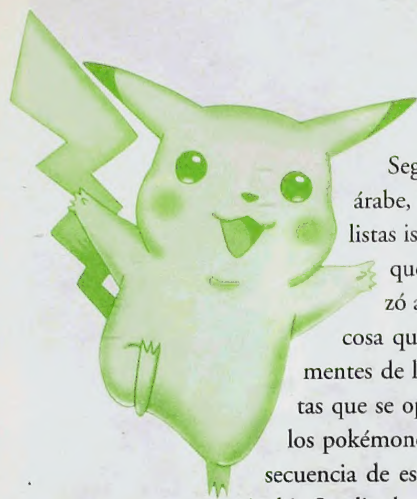 Seg
árabe,
listas is
que
zó a
cosa qu
mentes de l
tas que se op
los pokémone
secuencia de es